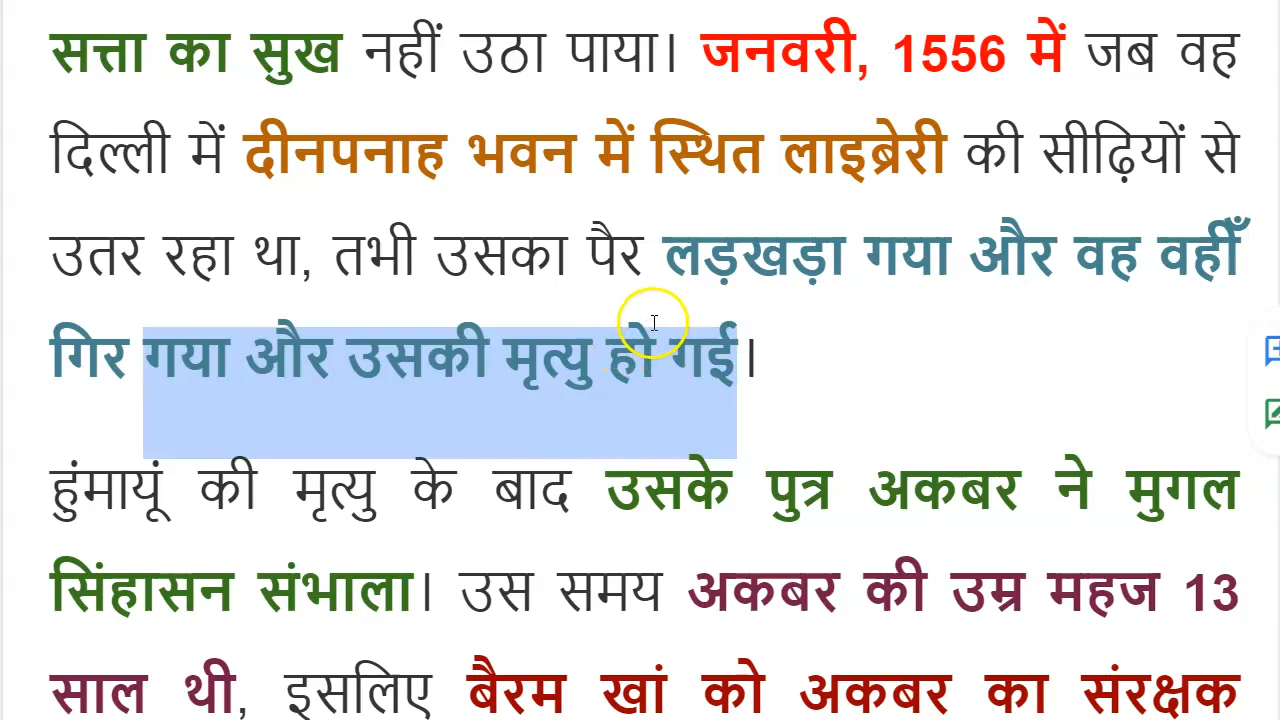 सत्ता का सुख नहीं उठा पाया। जनवरी, 1556 में जब वह
दिल्ली में दीनपनाह भवन में स्थित लाइब्रेरी की सीढ़ियों से
उतर रहा था, तभी उसका पैर लड़खड़ा गया और वह वहीँ
गिर गया और उसकी मृत्यु हो गई।
हुंमायूं की मृत्यु के बाद उसके पुत्र अकबर ने मुगल
सिंहासन संभाला। उस समय अकबर की उम्र महज 13
साल थी, इसलिए बैरम खां को अकबर का संरक्षक